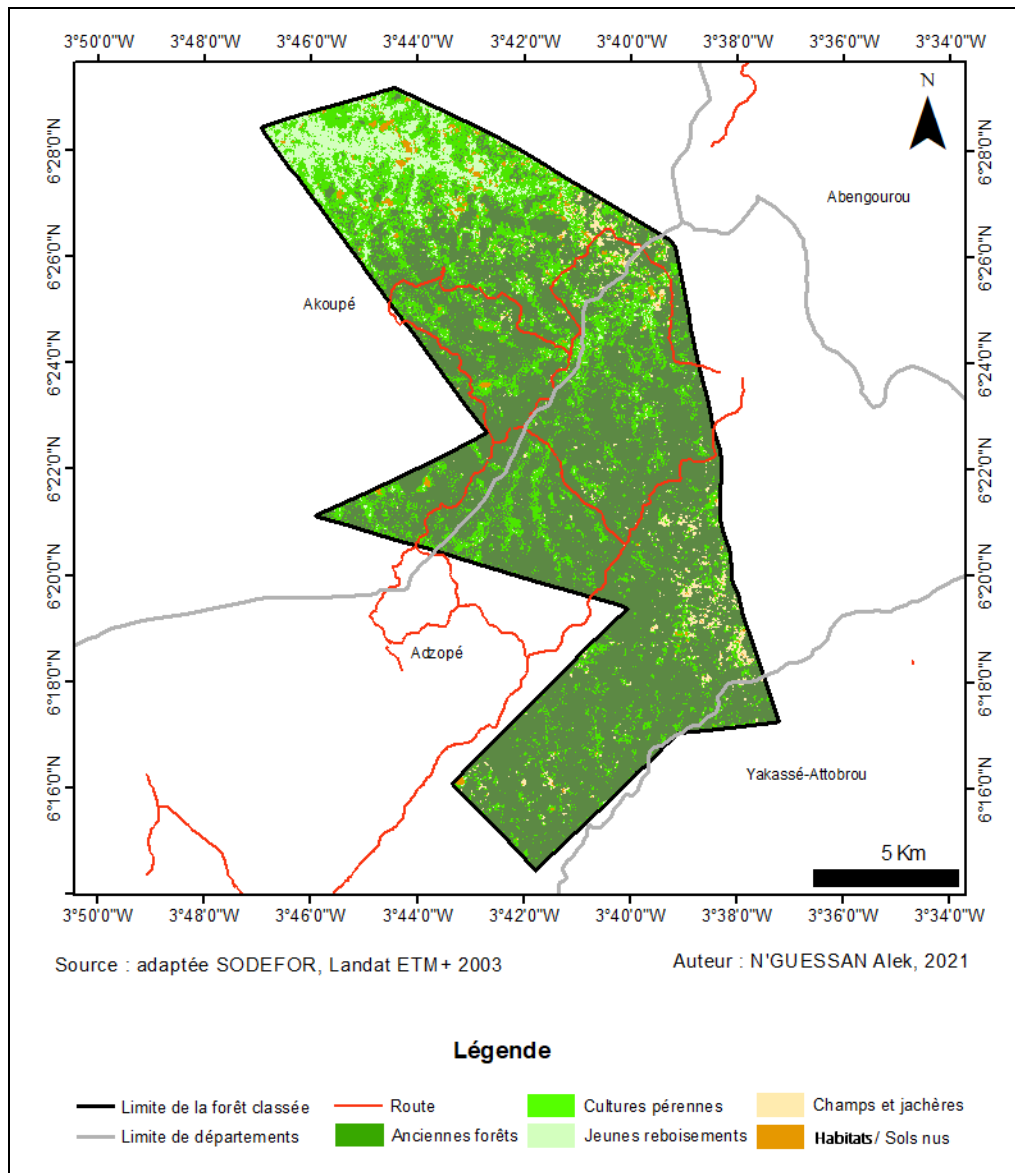 3°50'0"W 3°48'0"W 3°46'0"W 3°44'0"W 3°42'0"W 3°40'0"W 3°38'0"W 3°36'0"W 3°34'0"W
N
6°28'0"N 6°28'0"N
Abengourou
6°26'0"N 6°26'0"N
Akoupé
6°24'0"N 6°24'0"N
6°22'0"N 6°22'0"N
6°20'0"N 6°20'0"N
Adzopé
6°18'0"N 6°18'0"N
Yakassé-Attobrou
6°16'0"N 6°16'0"N
5 Km
3°50'0"W 3°48'0"W 3°46'0"W 3°44'0"W 3°42'0"W 3°40'0"W 3°38'0"W 3°36'0"W 3°34'0"W
Source : adaptée SODEFOR, Landat ETM+ 2003 Auteur : N'GUESSAN Alek, 2021
Légende
Limite de la forêt classée Route Cultures pérennes Champs et jachères
Limite de départements Anciennes forêts Jeunes reboisements Habitats / Sols nus